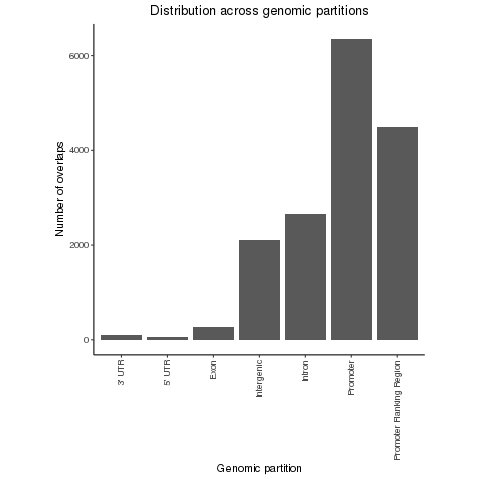 Distribution across genomic partitions
Number of overlaps
6000
4000
2000
0
3' UTR
5' UTR
Exon
Intergenic
Intron
Promoter
Promoter flanking Region
Genomic partition